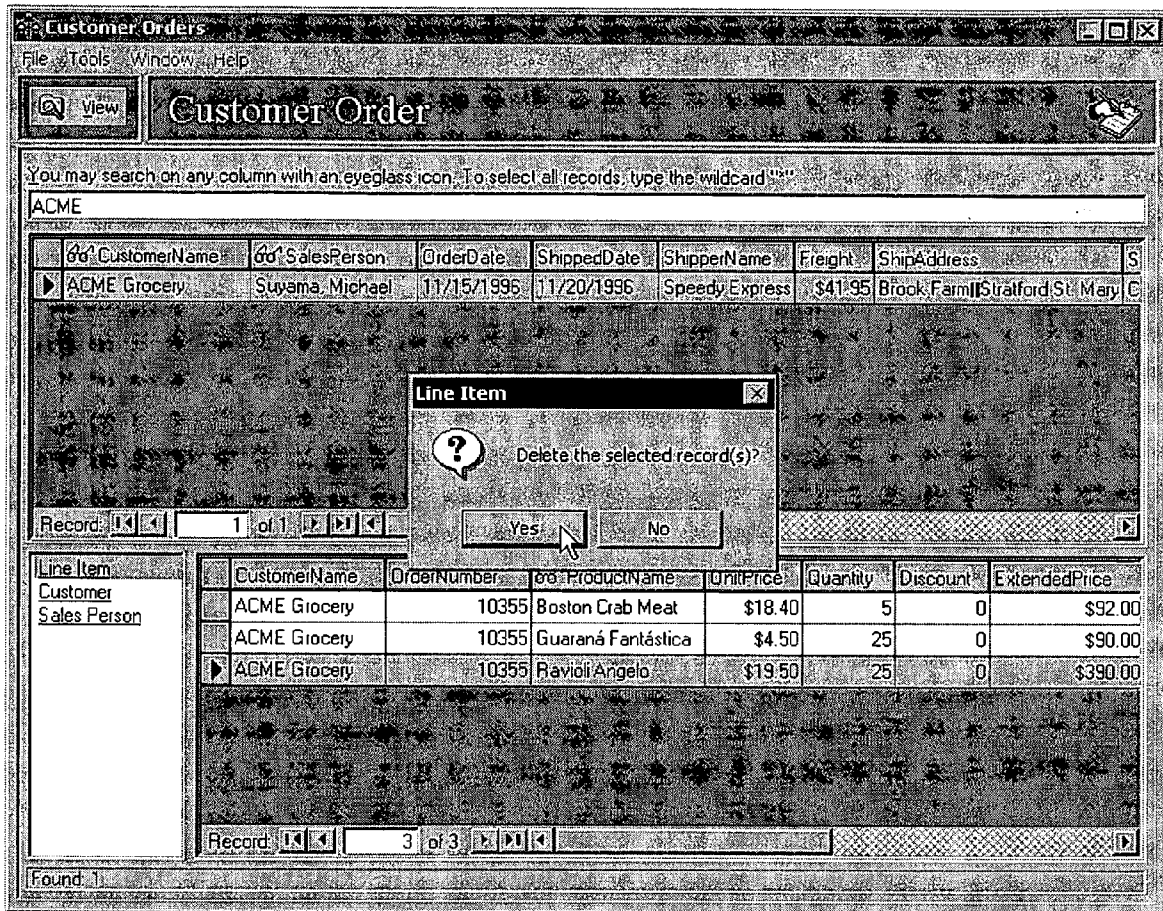 Customer Orders
File Tools Window Help
View Customer Order
You may search on any column with an eyeglass icon. To select all records, type the wildcard "*"
ACME
CustomerName SalesPerson OrderDate ShippedDate ShipperName Freight ShipAddress S
ACME Grocery Suyama, Michael 11/15/1996 11/20/1996 Speedy Express $41.95 Brook Farm||Stratford St. Mary C
Line Item
Delete the selected record(s)?
Yes No
Record: 1 of 1
Line Item
Customer
Sales Person
CustomerName OrderNumber ProductName UnitPrice Quantity Discount ExtendedPrice
ACME Grocery 10355 Boston Crab Meat $18.40 5 0 $92.00
ACME Grocery 10355 Guaraná Fantástica $4.50 25 0 $90.00
ACME Grocery 10355 Ravioli Angelo $19.50 25 0 $390.00
Record: 3 of 3
Found: 1